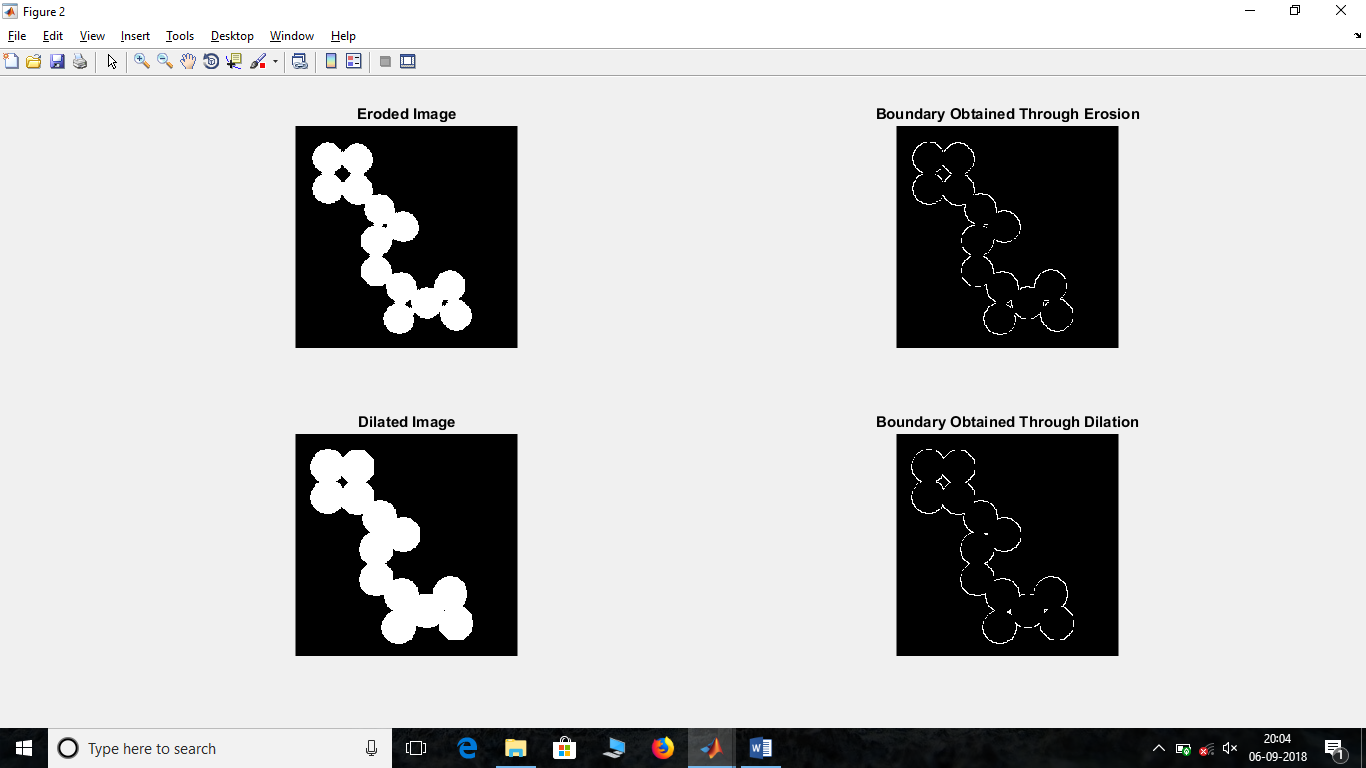 Figure 2
File Edit View Insert Tools Desktop Window Help
Eroded Image
Boundary Obtained Through Erosion
Dilated Image
Boundary Obtained Through Dilation
Type here to search
20:04
06-09-2018
1